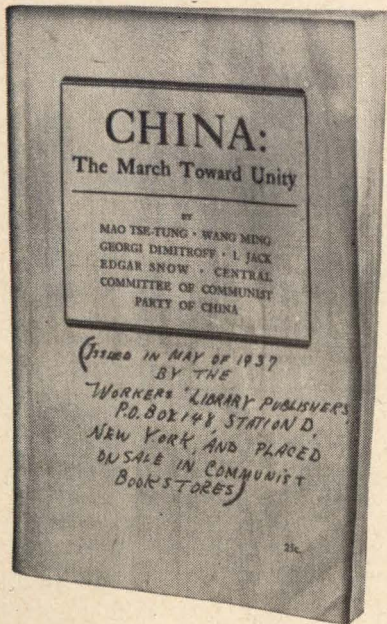 CHINA:
The March Toward Unity
BY
MAO TSE-TUNG · WANG MING
GEORGI DIMITROFF · I. JACK
EDGAR SNOW · CENTRAL
COMMITTEE OF COMMUNIST
PARTY OF CHINA
(ISSUED IN MAY OF 1937
BY THE
WORKERS LIBRARY PUBLISHERS,
P.O. BOX 148, STATION D,
NEW YORK, AND PLACED
ON SALE IN COMMUNIST
BOOKSTORES)
25c.